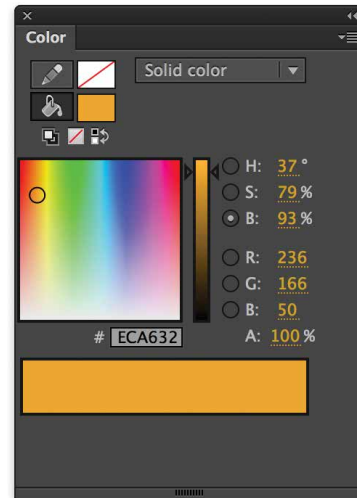 Color
Solid color
H: 37 °
S: 79 %
B: 93 %
R: 236
G: 166
B: 50
# ECA632
A: 100 %